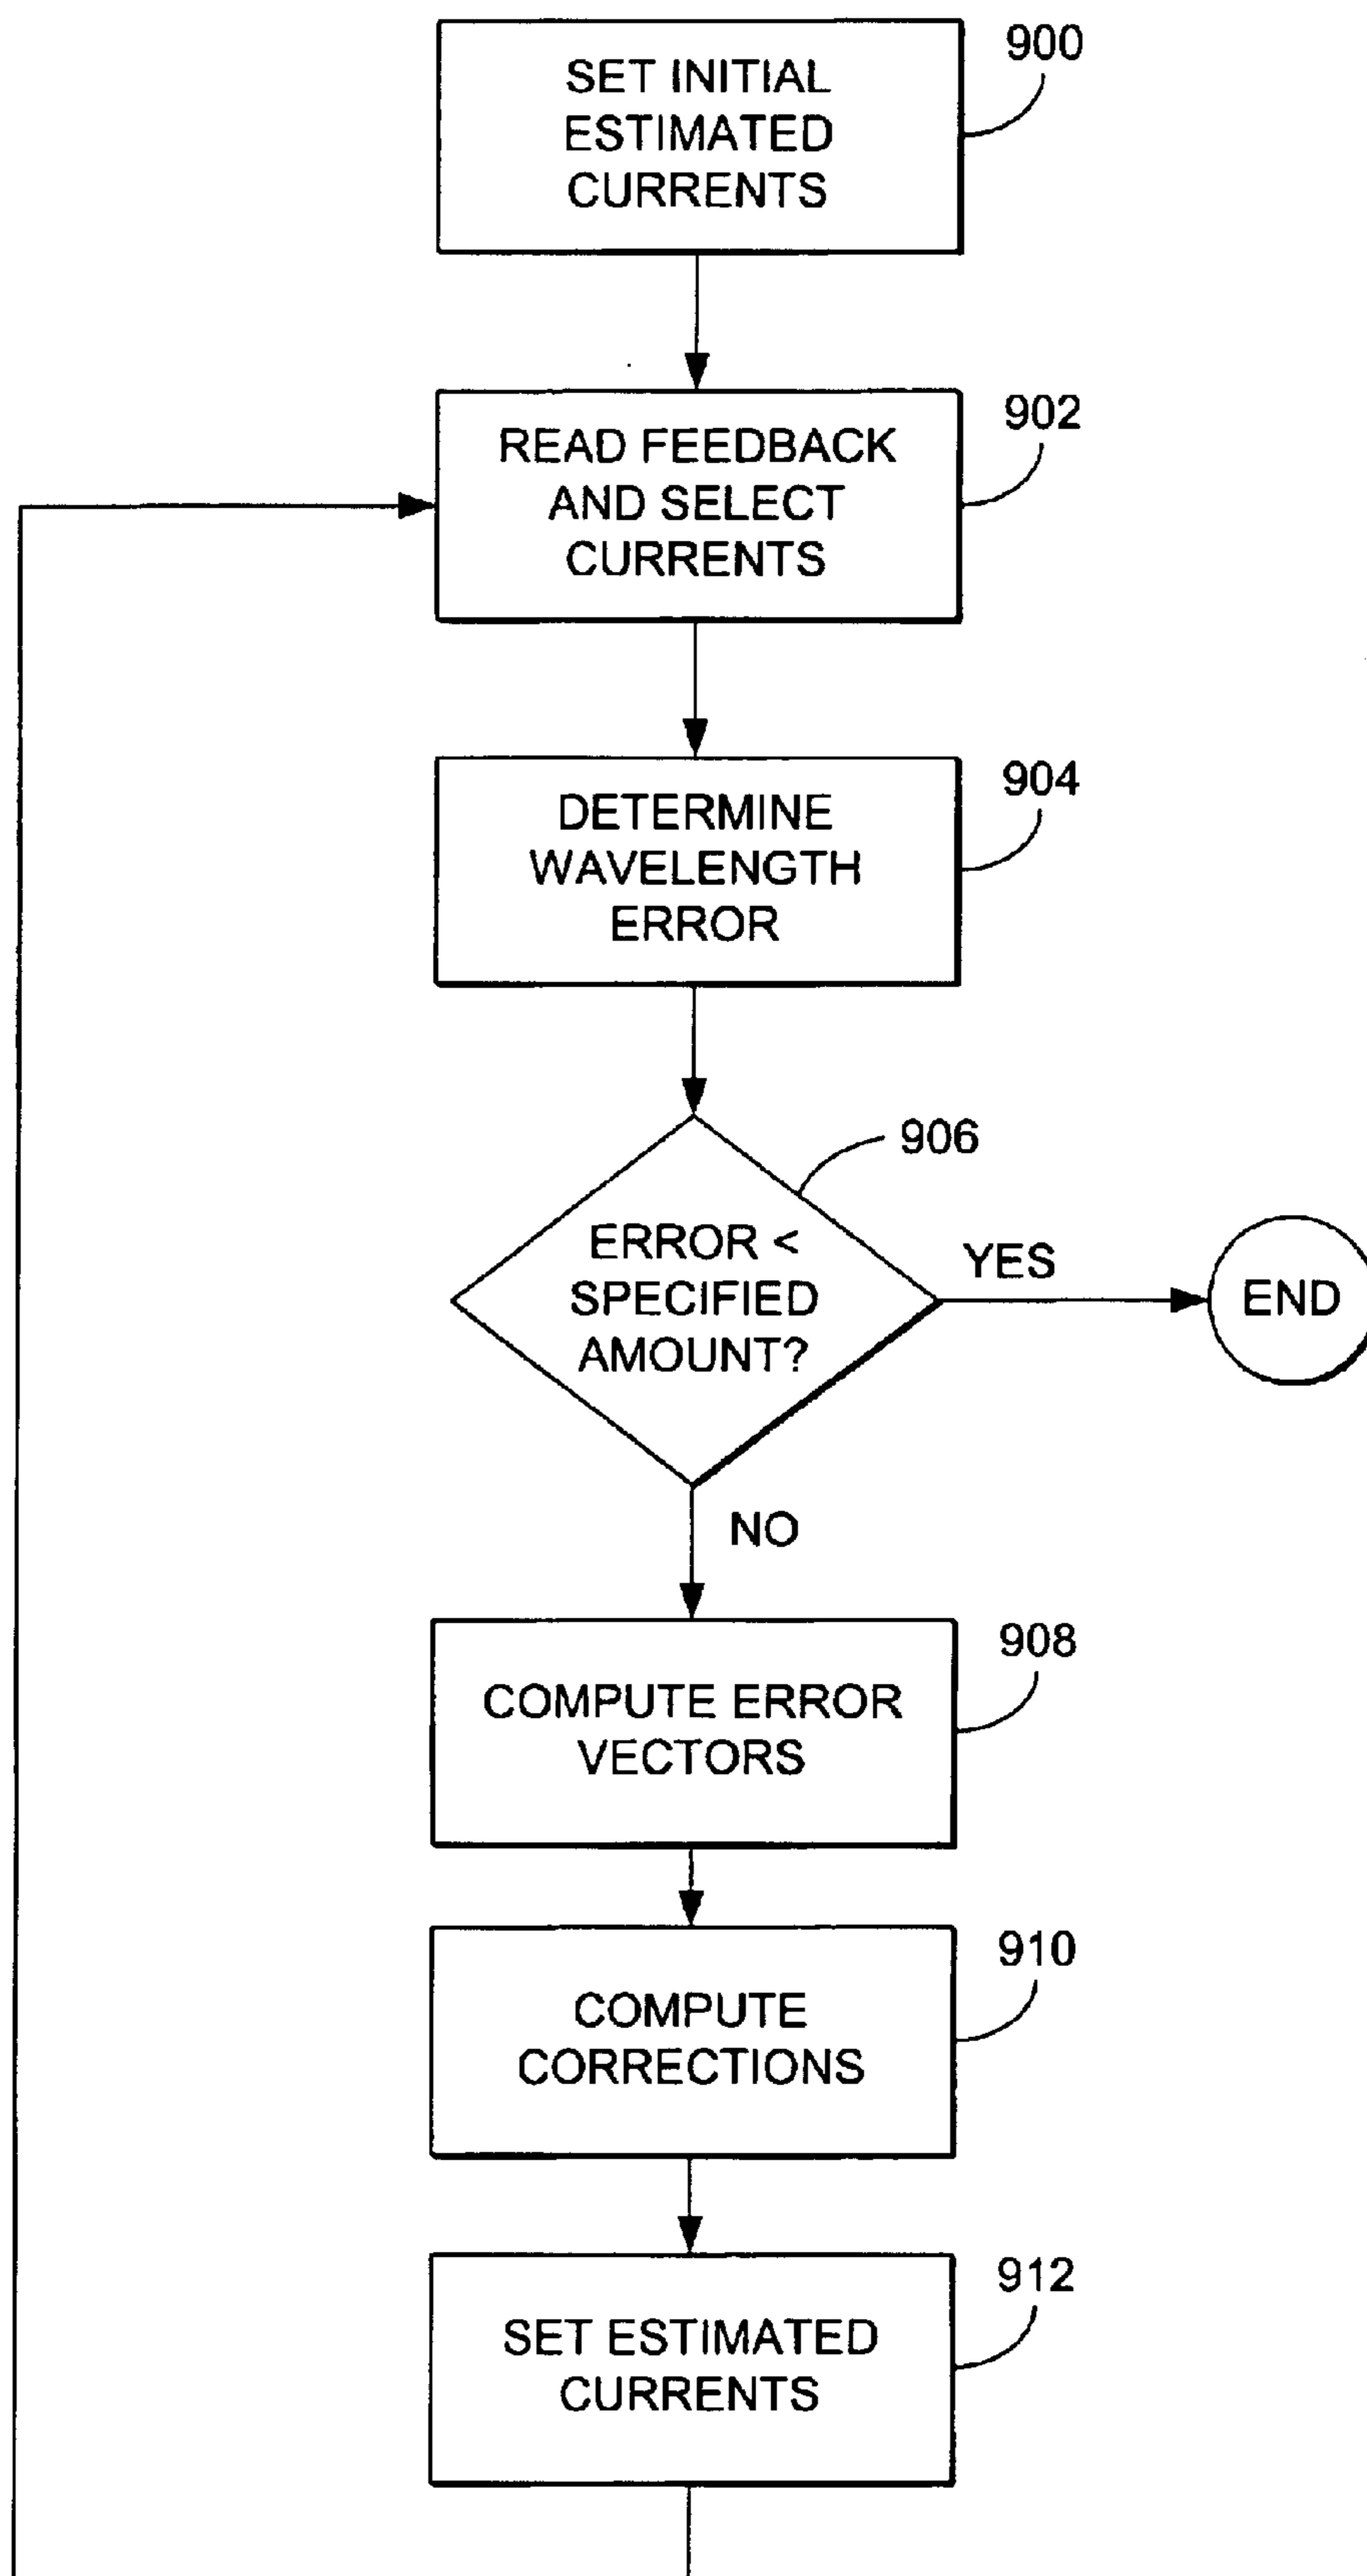 SET INITIAL
ESTIMATED
CURRENTS
900
READ FEEDBACK
AND SELECT
CURRENTS
902
DETERMINE
WAVELENGTH
ERROR
904
906
ERROR <
SPECIFIED
AMOUNT?
YES
END
NO
COMPUTE ERROR
VECTORS
908
COMPUTE
CORRECTIONS
910
SET ESTIMATED
CURRENTS
912